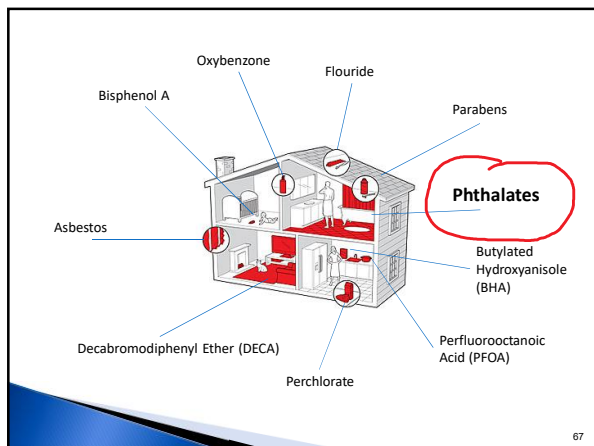 Oxybenzone
Flouride
Bisphenol A
Parabens
Phthalates
Asbestos
Butylated
Hydroxyanisole
(BHA)
Decabromodiphenyl Ether (DECA)
Perfluorooctanoic
Acid (PFOA)
Perchlorate
67